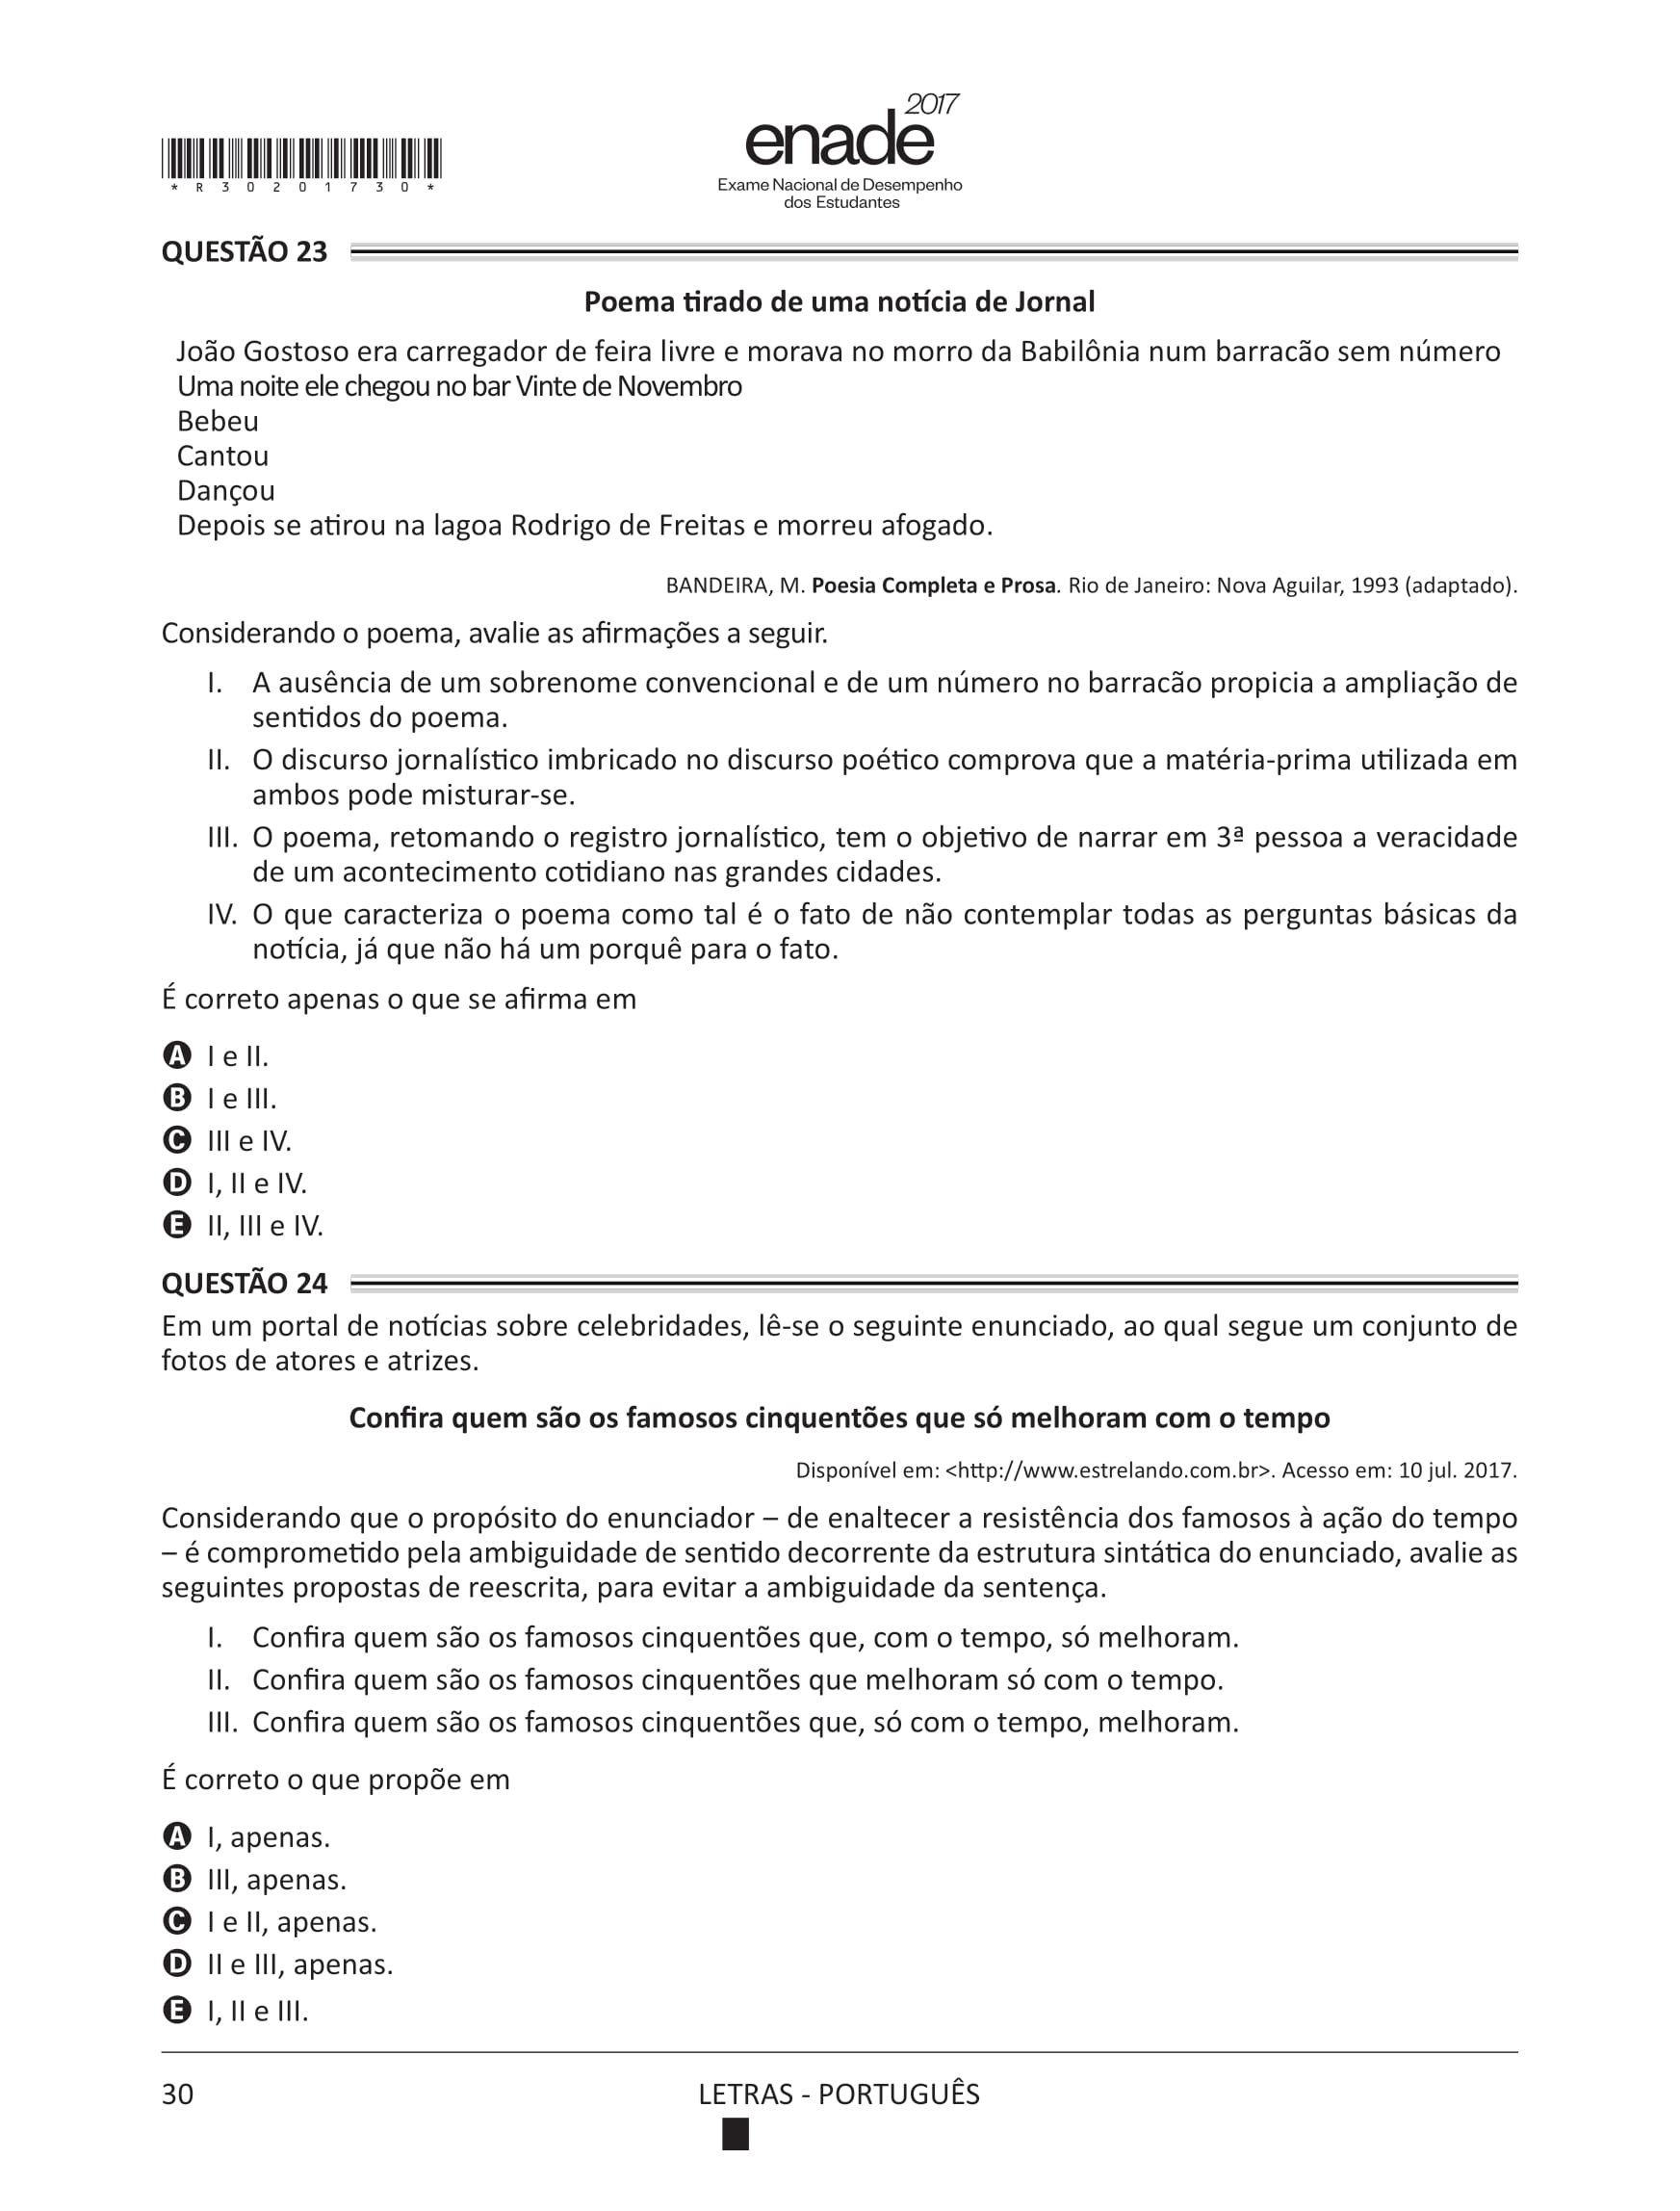 2017
enade
Exame Nacional de Desempenho
dos Estudantes
*R30201730*
QUESTÃO 23
Poema tirado de uma notícia de Jornal
João Gostoso era carregador de feira livre e morava no morro da Babilônia num barracão sem número
Uma noite ele chegou no bar Vinte de Novembro
Bebeu
Cantou
Dançou
Depois se atirou na lagoa Rodrigo de Freitas e morreu afogado.
BANDEIRA, M. Poesia Completa e Prosa. Rio de Janeiro: Nova Aguilar, 1993 (adaptado).
Considerando o poema, avalie as afirmações a seguir.
I. A ausência de um sobrenome convencional e de um número no barracão propicia a ampliação de
sentidos do poema.
II. O discurso jornalístico imbricado no discurso poético comprova que a matéria-prima utilizada em
ambos pode misturar-se.
III. O poema, retomando o registro jornalístico, tem o objetivo de narrar em 3ª pessoa a veracidade
de um acontecimento cotidiano nas grandes cidades.
IV. O que caracteriza o poema como tal é o fato de não contemplar todas as perguntas básicas da
notícia, já que não há um porquê para o fato.
É correto apenas o que se afirma em
A I e II.
B I e III.
C III e IV.
D I, II e IV.
E II, III e IV.
QUESTÃO 24
Em um portal de notícias sobre celebridades, lê-se o seguinte enunciado, ao qual segue um conjunto de
fotos de atores e atrizes.
Confira quem são os famosos cinquentões que só melhoram com o tempo
Disponível em: <http://www.estrelando.com.br>. Acesso em: 10 jul. 2017.
Considerando que o propósito do enunciador – de enaltecer a resistência dos famosos à ação do tempo
– é comprometido pela ambiguidade de sentido decorrente da estrutura sintática do enunciado, avalie as
seguintes propostas de reescrita, para evitar a ambiguidade da sentença.
I. Confira quem são os famosos cinquentões que, com o tempo, só melhoram.
II. Confira quem são os famosos cinquentões que melhoram só com o tempo.
III. Confira quem são os famosos cinquentões que, só com o tempo, melhoram.
É correto o que propõe em
A I, apenas.
B III, apenas.
C I e II, apenas.
D II e III, apenas.
E I, II e III.
30
LETRAS - PORTUGUÊS